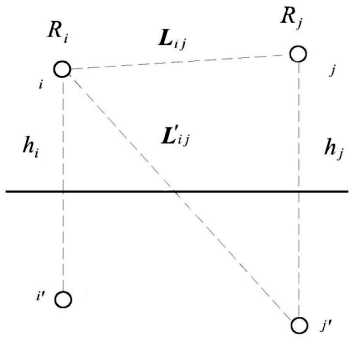 R_i R_j
L_ij
i j
L'_ij
h_i h_j
i'
j'